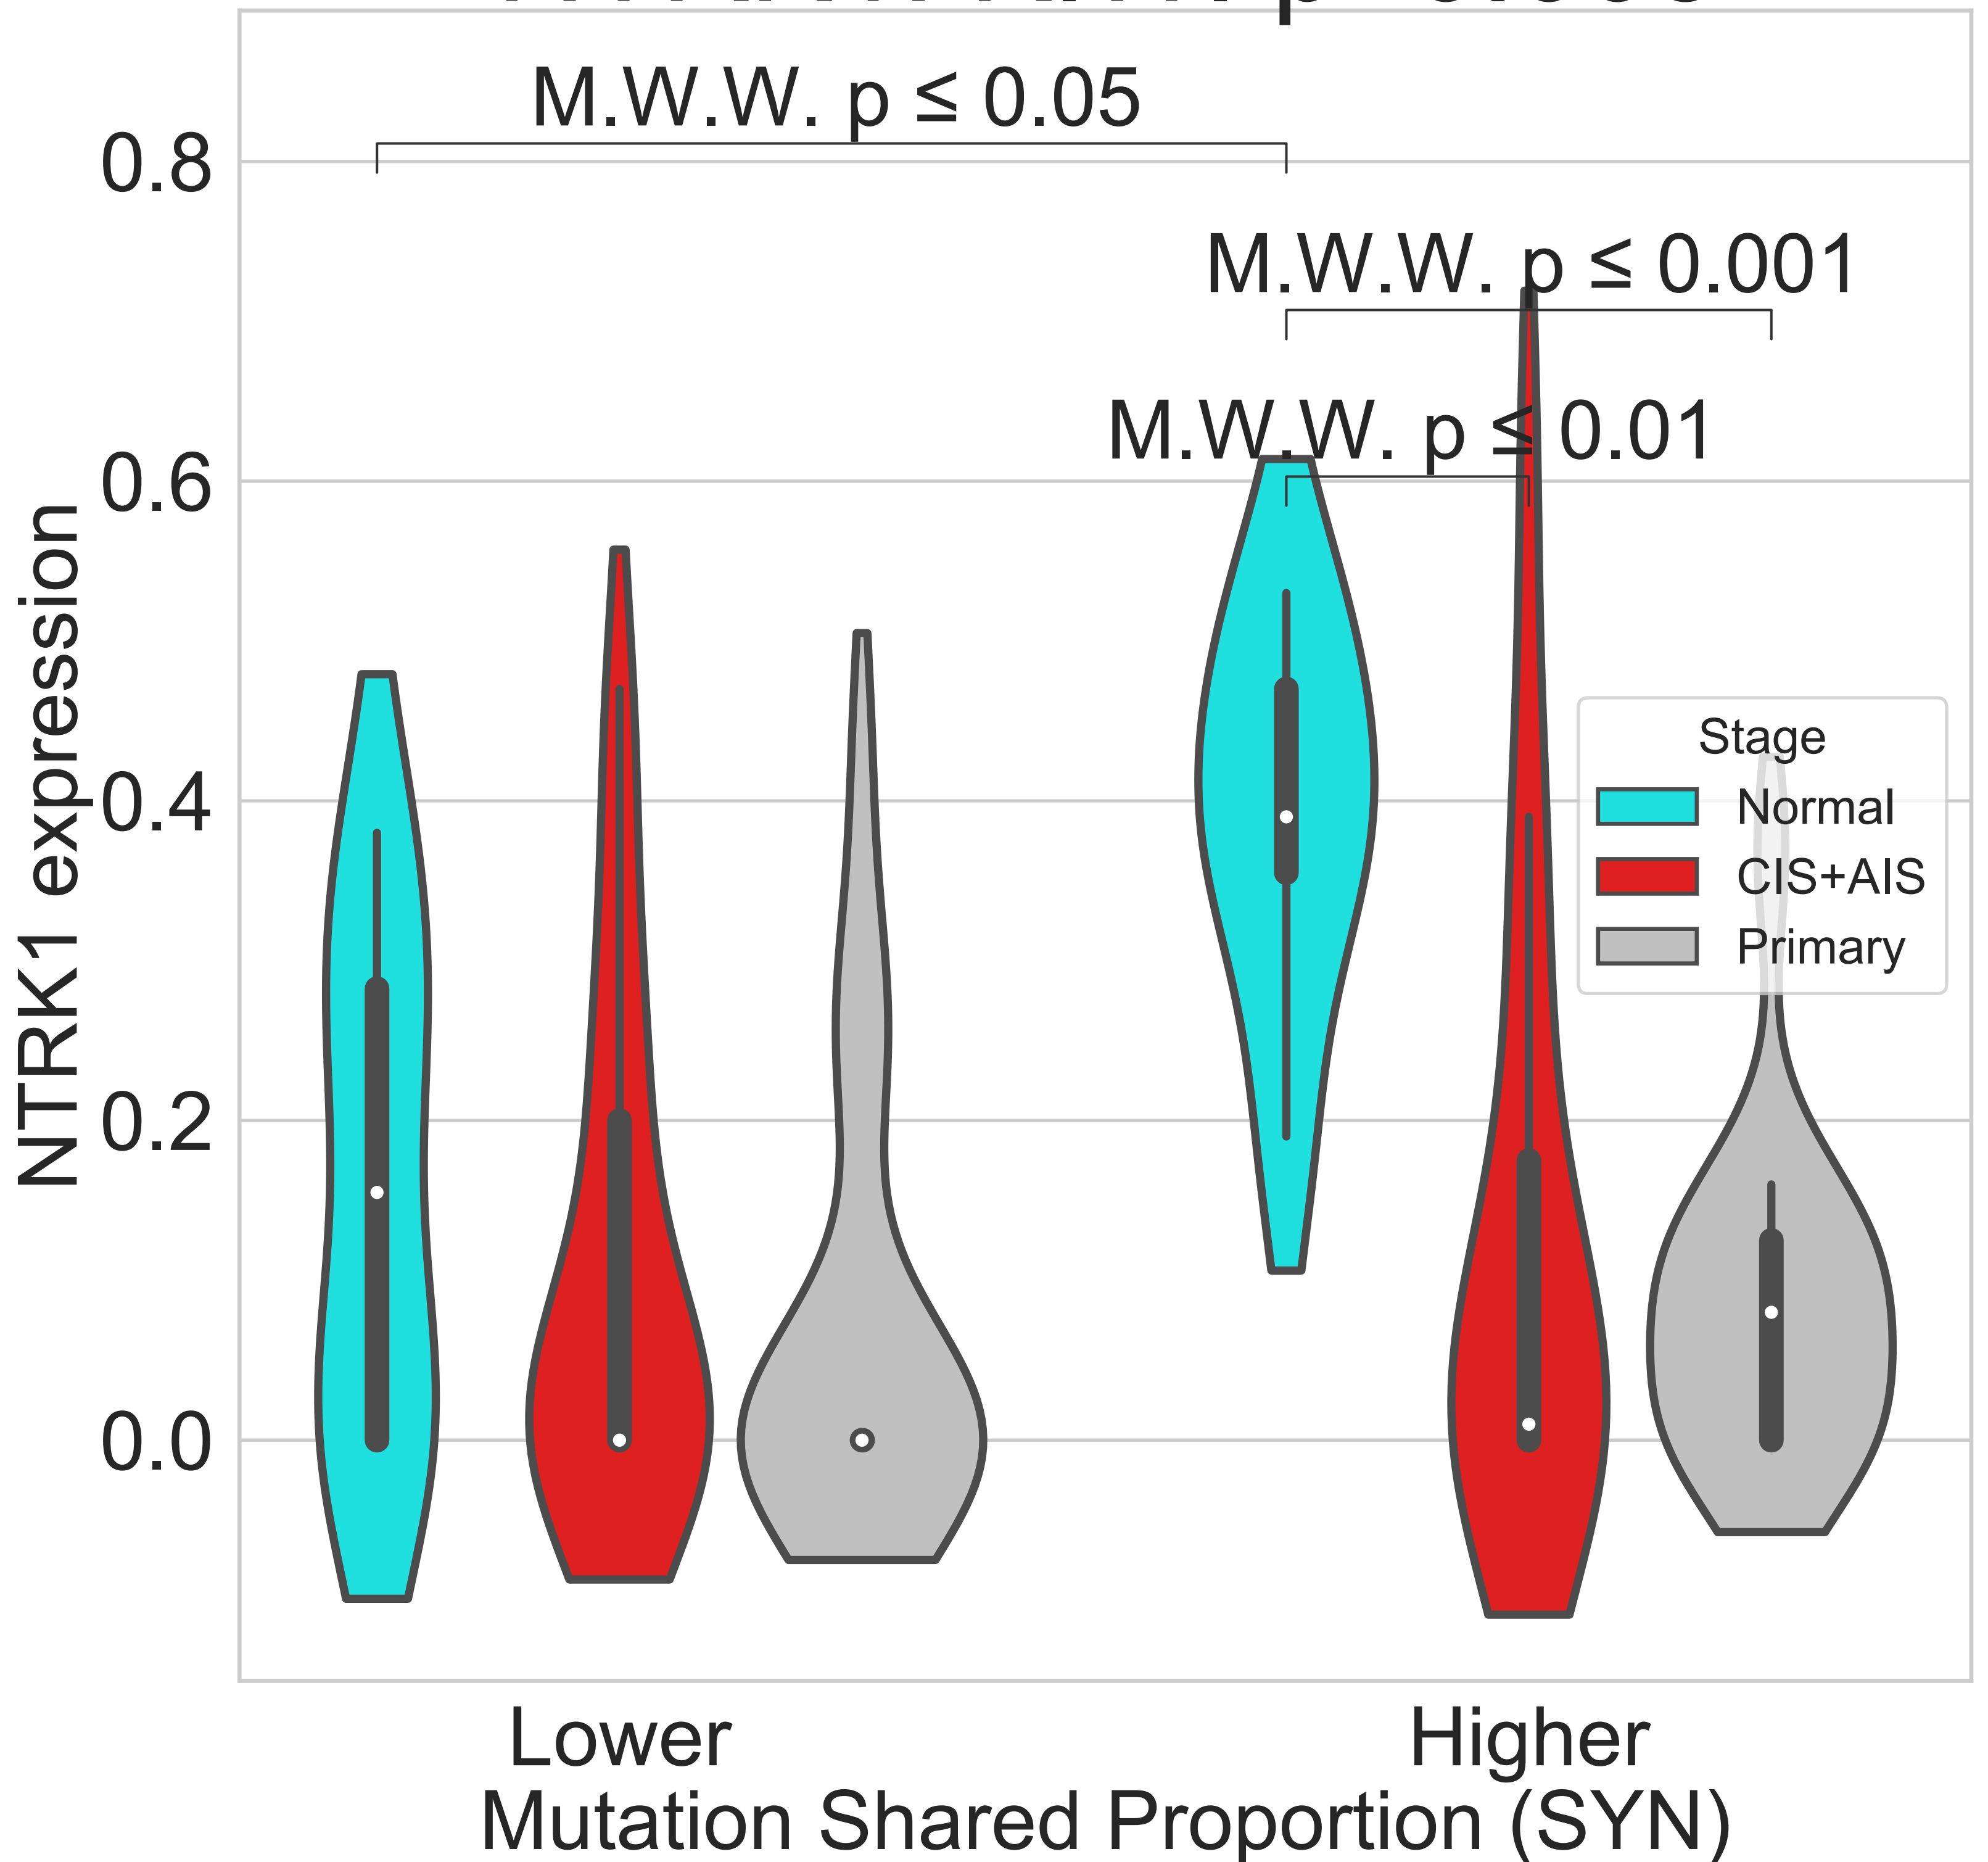 M.W.W. p ≤ 0.05
0.8
M.W.W. p ≤ 0.001
M.W.W. p ≤ 0.01
0.6
0.4
0.2
0.0
NTRK1 expression
Stage
Normal
CIS+AIS
Primary
Lower
Higher
Mutation Shared Proportion (SYN)